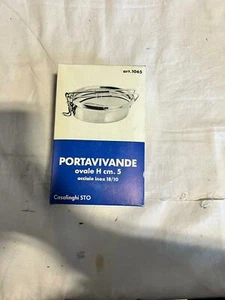 art. 1065
PORTAVIVANDE
ovale H cm. 5
acciaio inox 18/10
Casalinghi STO